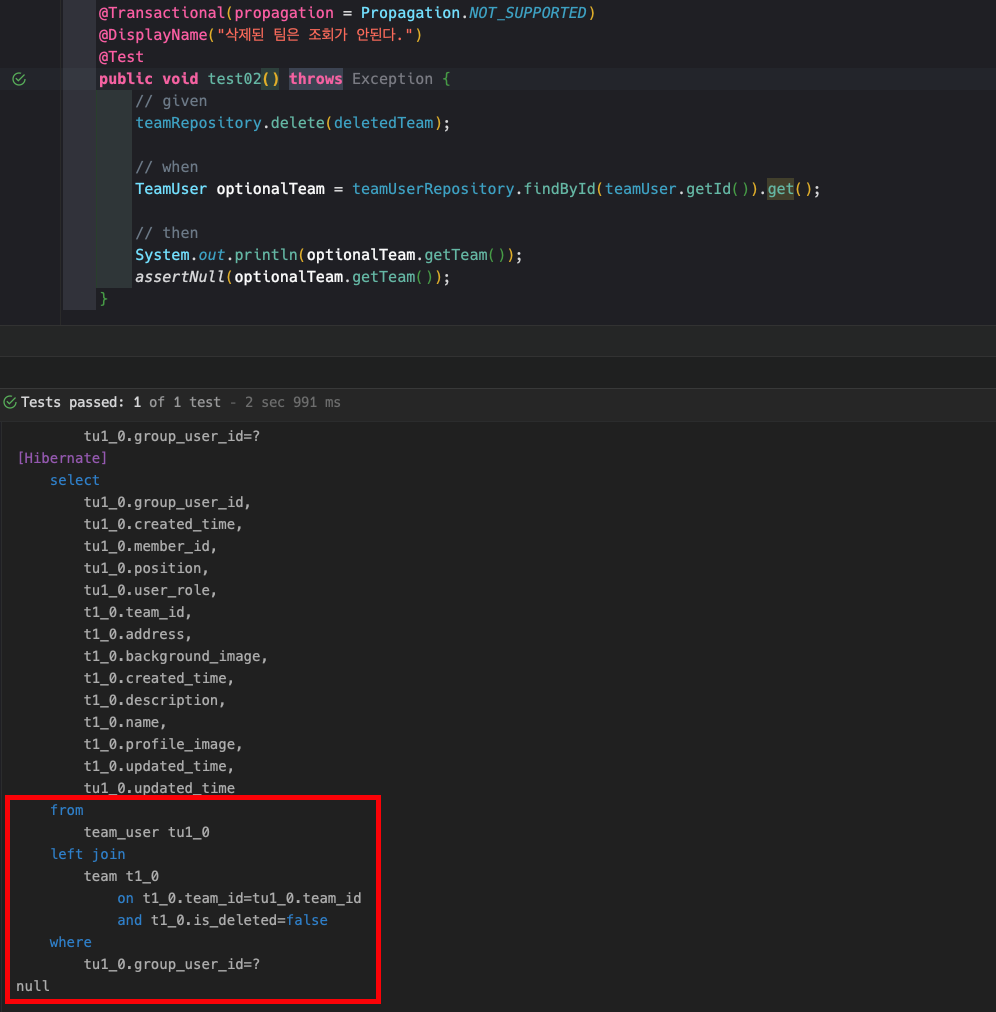 @Transactional(propagation = Propagation.NOT_SUPPORTED)
@DisplayName("삭제된 팀은 조회가 안된다.")
@Test
public void test02() throws Exception {
// given
teamRepository.delete(deletedTeam);
// when
TeamUser optionalTeam = teamUserRepository.findById(teamUser.getId()).get();
// then
System.out.println(optionalTeam.getTeam());
assertNull(optionalTeam.getTeam());
}
Tests passed: 1 of 1 test - 2 sec 991 ms
tu1_0.group_user_id=?
[Hibernate]
select
tu1_0.group_user_id,
tu1_0.created_time,
tu1_0.member_id,
tu1_0.position,
tu1_0.user_role,
t1_0.team_id,
t1_0.address,
t1_0.background_image,
t1_0.created_time,
t1_0.description,
t1_0.name,
t1_0.profile_image,
t1_0.updated_time,
tu1_0.updated_time
from
team_user tu1_0
left join
team t1_0
on t1_0.team_id=tu1_0.team_id
and t1_0.is_deleted=false
where
tu1_0.group_user_id=?
null